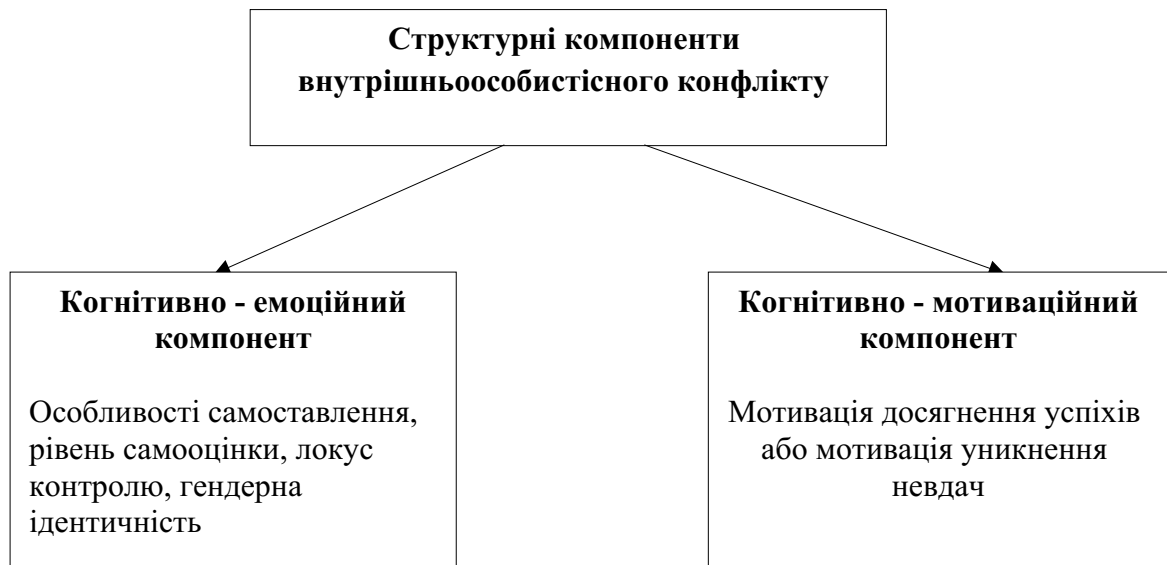 Структурні компоненти
внутрішньоособистісного конфлікту
Когнітивно - емоційний
компонент
Особливості самоставлення,
рівень самооцінки, локус
контролю, гендерна
ідентичність
Когнітивно - мотиваційний
компонент
Мотивація досягнення успіхів
або мотивація уникнення
невдач